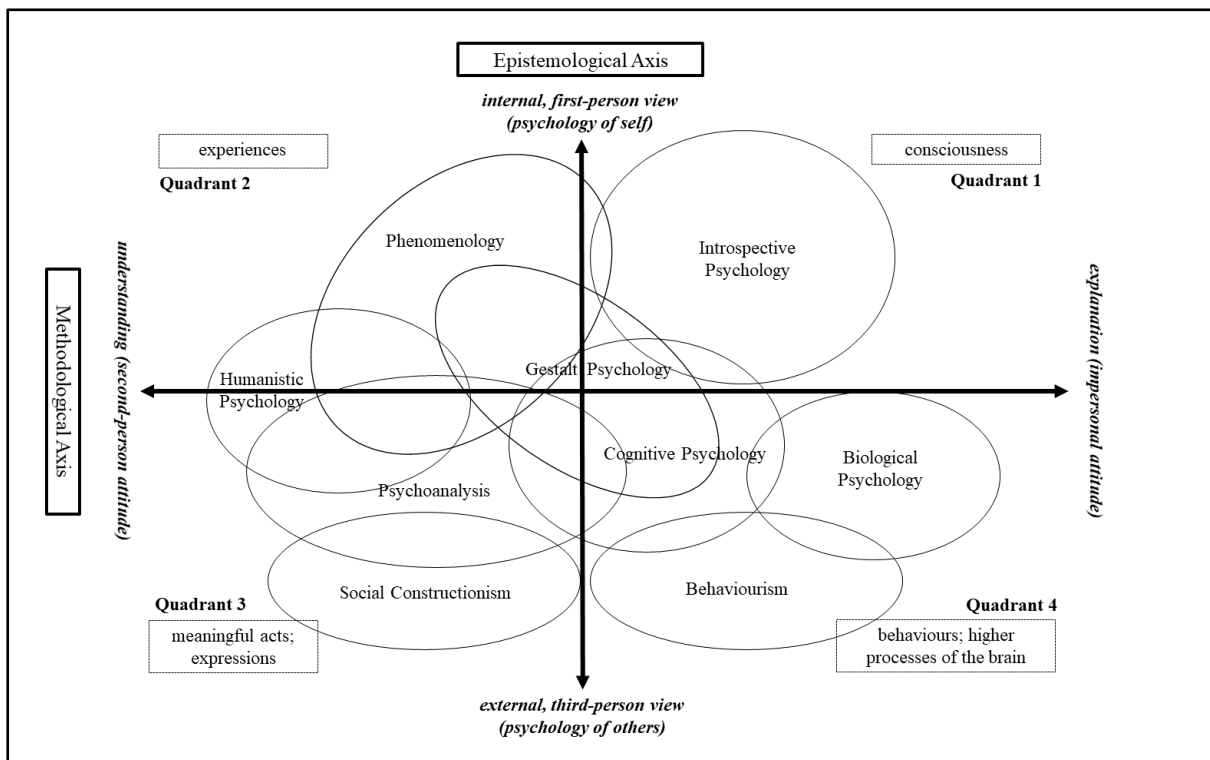 Epistemological Axis
internal, first-person view
(psychology of self)
experiences
Quadrant 2
consciousness
Quadrant 1
Phenomenology
Introspective
Psychology
Methodological Axis
understanding (second-person attitude)
explanation (impersonal attitude)
Gestalt Psychology
Humanistic
Psychology
Cognitive Psychology
Biological
Psychology
Psychoanalysis
Social Constructionism
Behaviourism
Quadrant 3
meaningful acts;
expressions
Quadrant 4
behaviours; higher
processes of the brain
external, third-person view
(psychology of others)